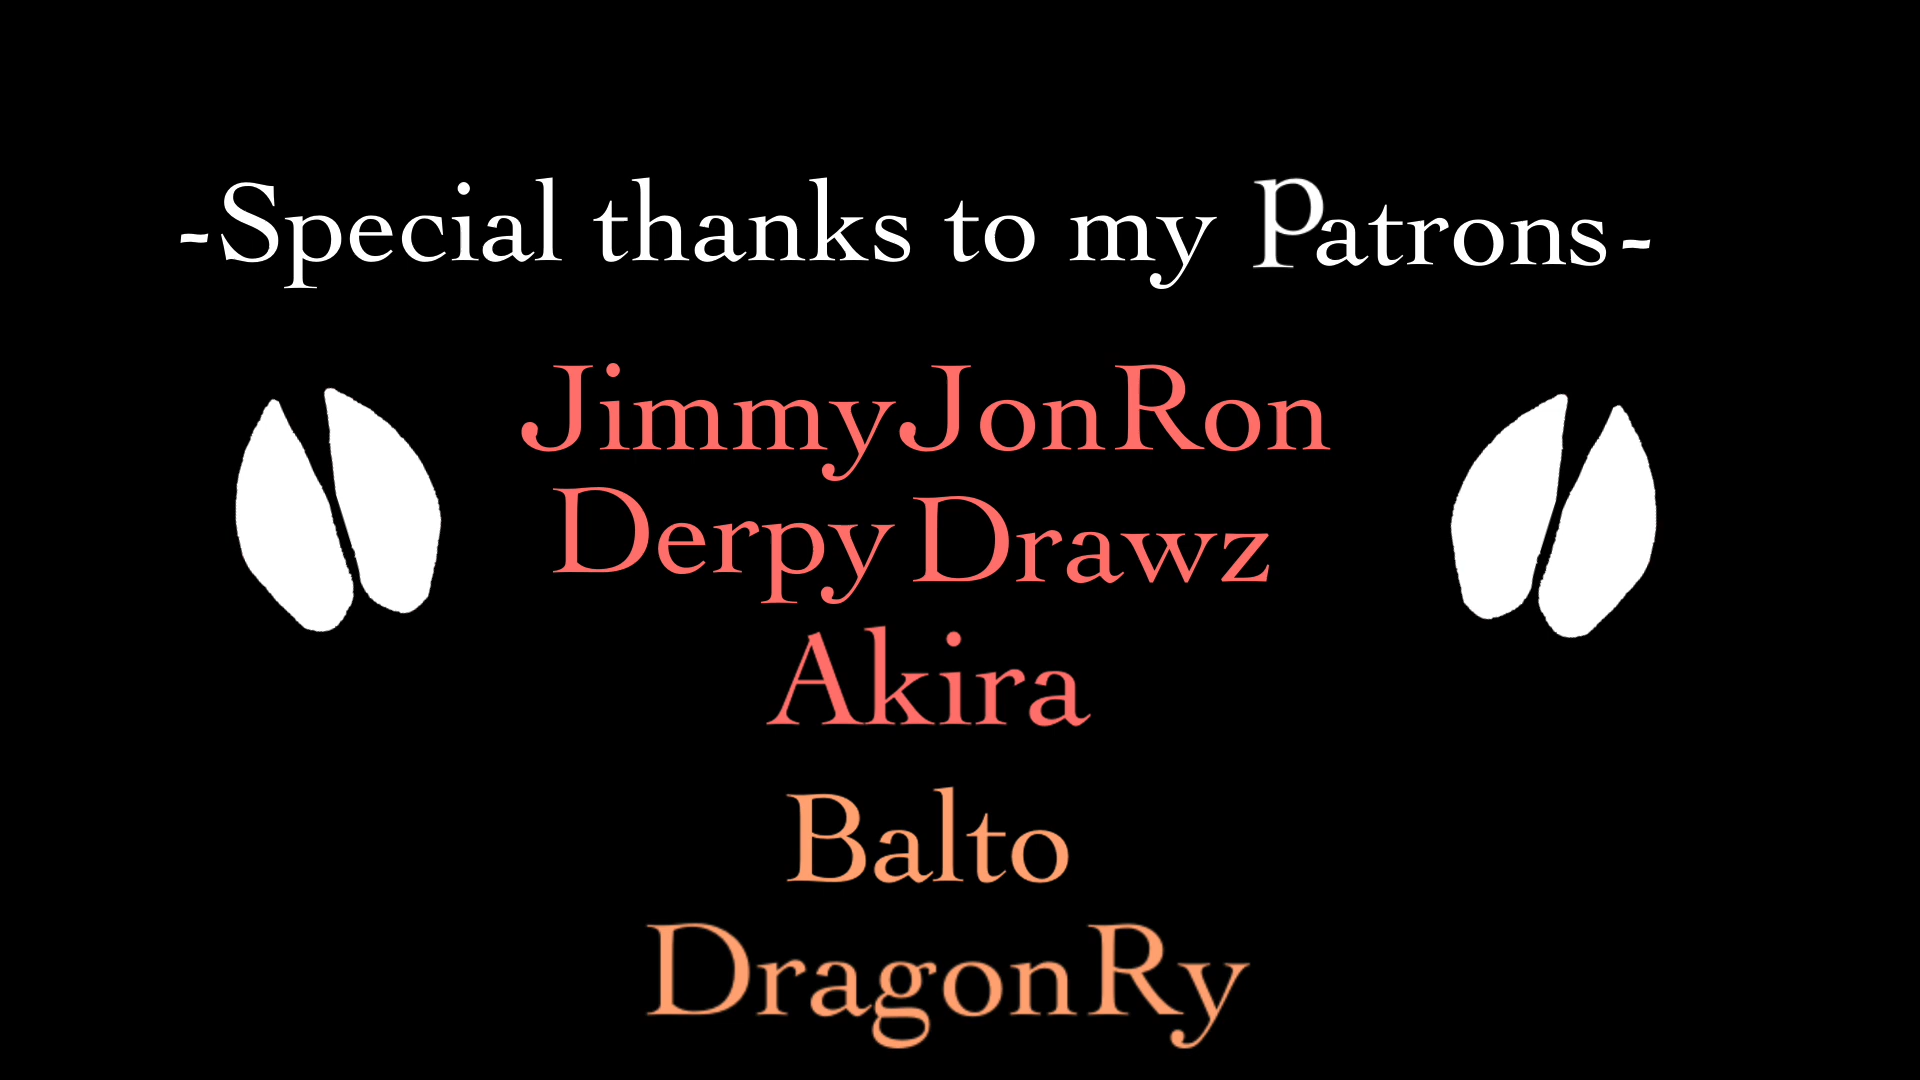 -Special thanks to my Patrons-
JimmyJonRon
Derpy Drawz
Akira
Balto
DragonRy